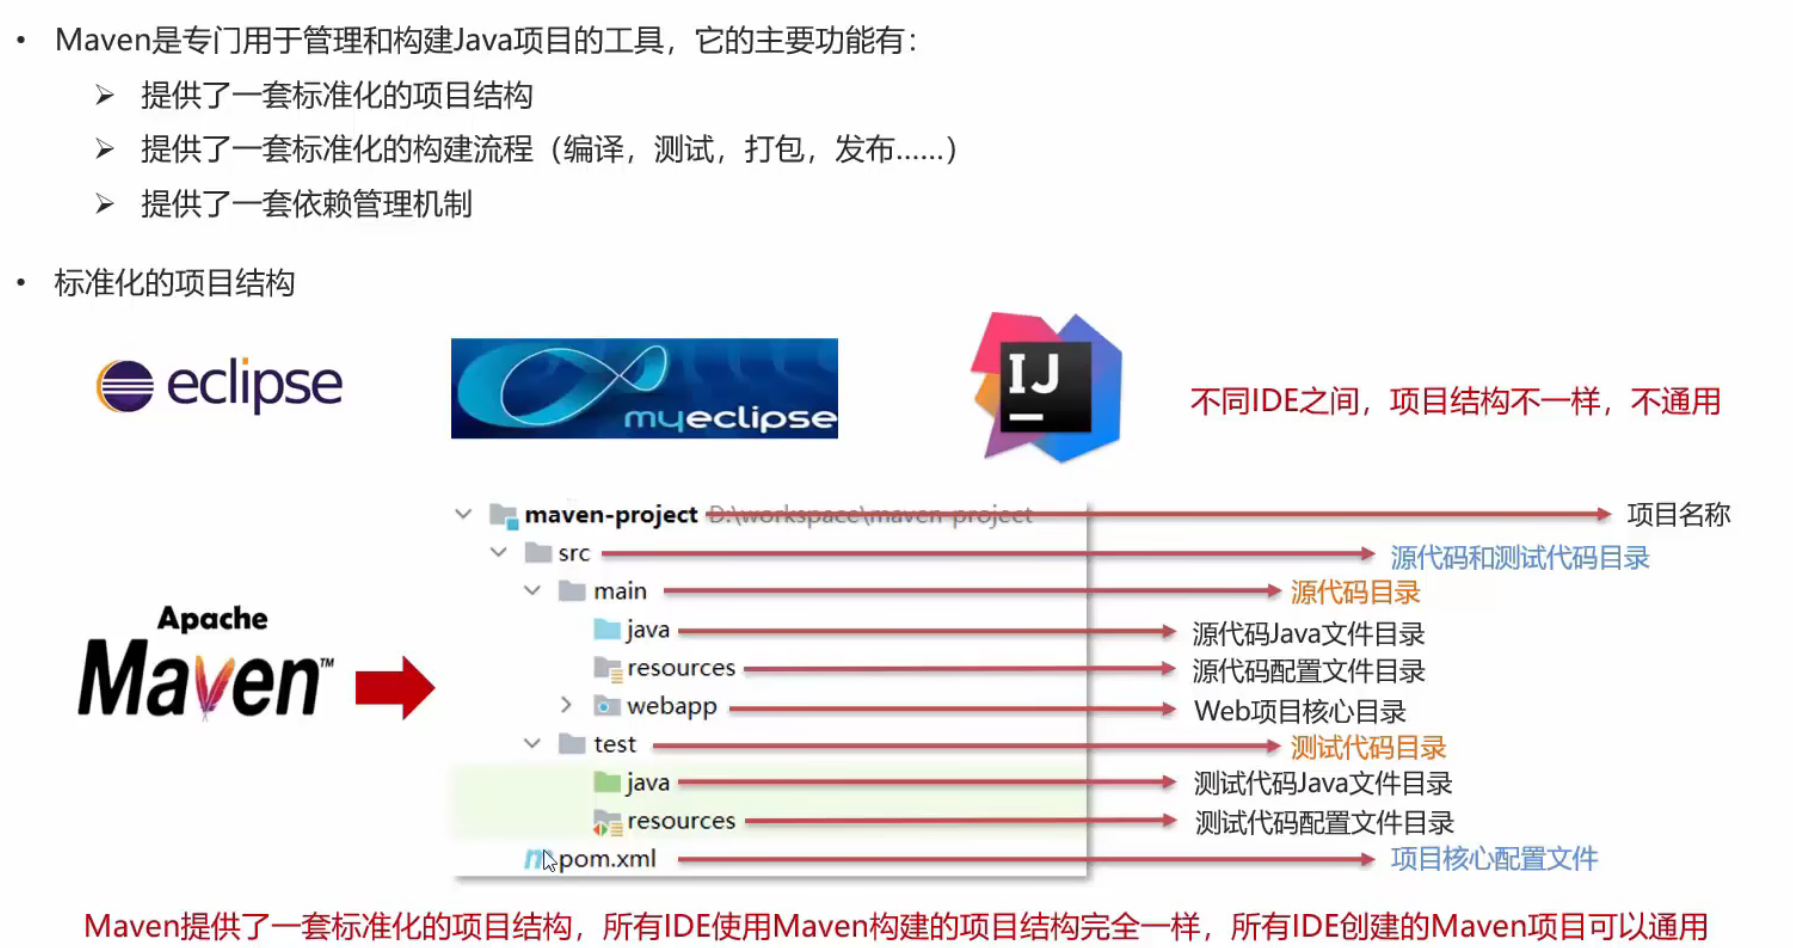 • Maven是专门用于管理和构建Java项目的工具，它的主要功能有：
➢ 提供了一套标准化的项目结构
➢ 提供了一套标准化的构建流程（编译，测试，打包，发布......）
➢ 提供了一套依赖管理机制
• 标准化的项目结构
eclipse
myeclipse
IJ
不同IDE之间，项目结构不一样，不通用
maven-project D:\workspace\maven-project 项目名称
src 源代码和测试代码目录
main 源代码目录
java 源代码Java文件目录
resources 源代码配置文件目录
webapp Web项目核心目录
test 测试代码目录
java 测试代码Java文件目录
resources 测试代码配置文件目录
pom.xml 项目核心配置文件
Apache
Maven™
Maven提供了一套标准化的项目结构，所有IDE使用Maven构建的项目结构完全一样，所有IDE创建的Maven项目可以通用